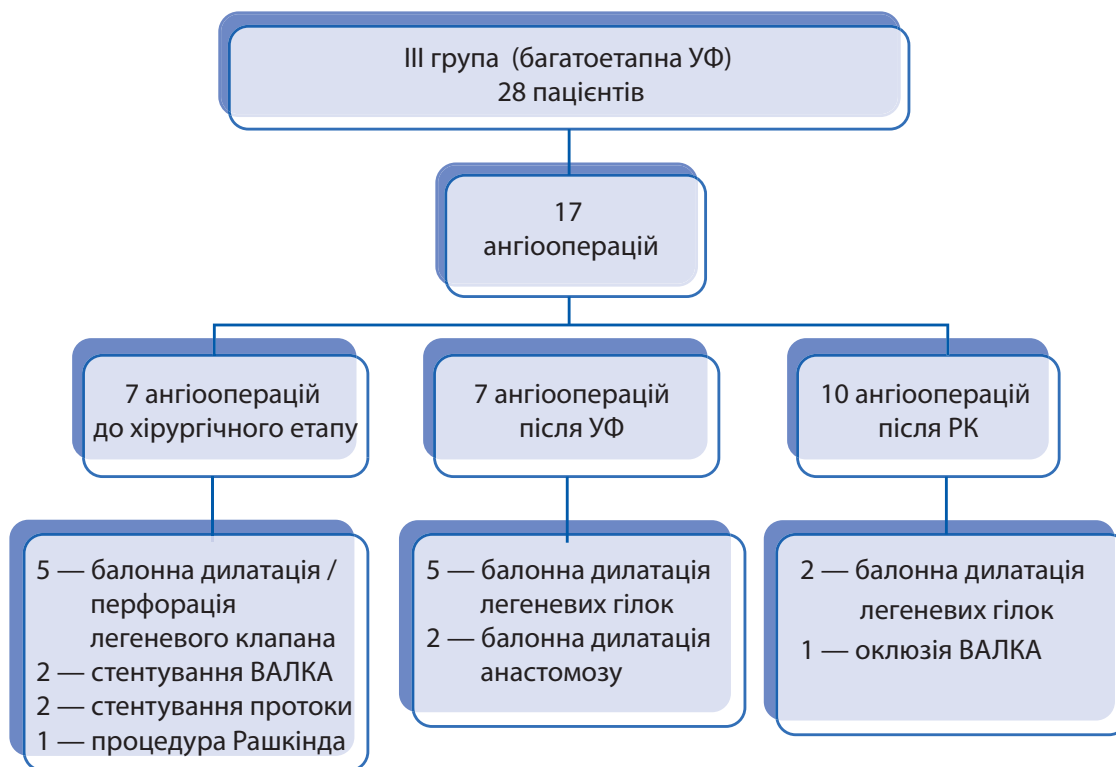 III група (багатоетапна УФ)
28 пацієнтів
17
ангіооперацій
7 ангіооперацій
до хірургічного етапу
7 ангіооперацій
після УФ
10 ангіооперацій
після РК
5 — балонна дилатація /
перфорація
легеневого клапана
2 — стентування ВАЛКА
2 — стентування протоки
1 — процедура Рашкінда
5 — балонна дилатація
легеневих гілок
2 — балонна дилатація
анастомозу
2 — балонна дилатація
легеневих гілок
1 — оклюзія ВАЛКА